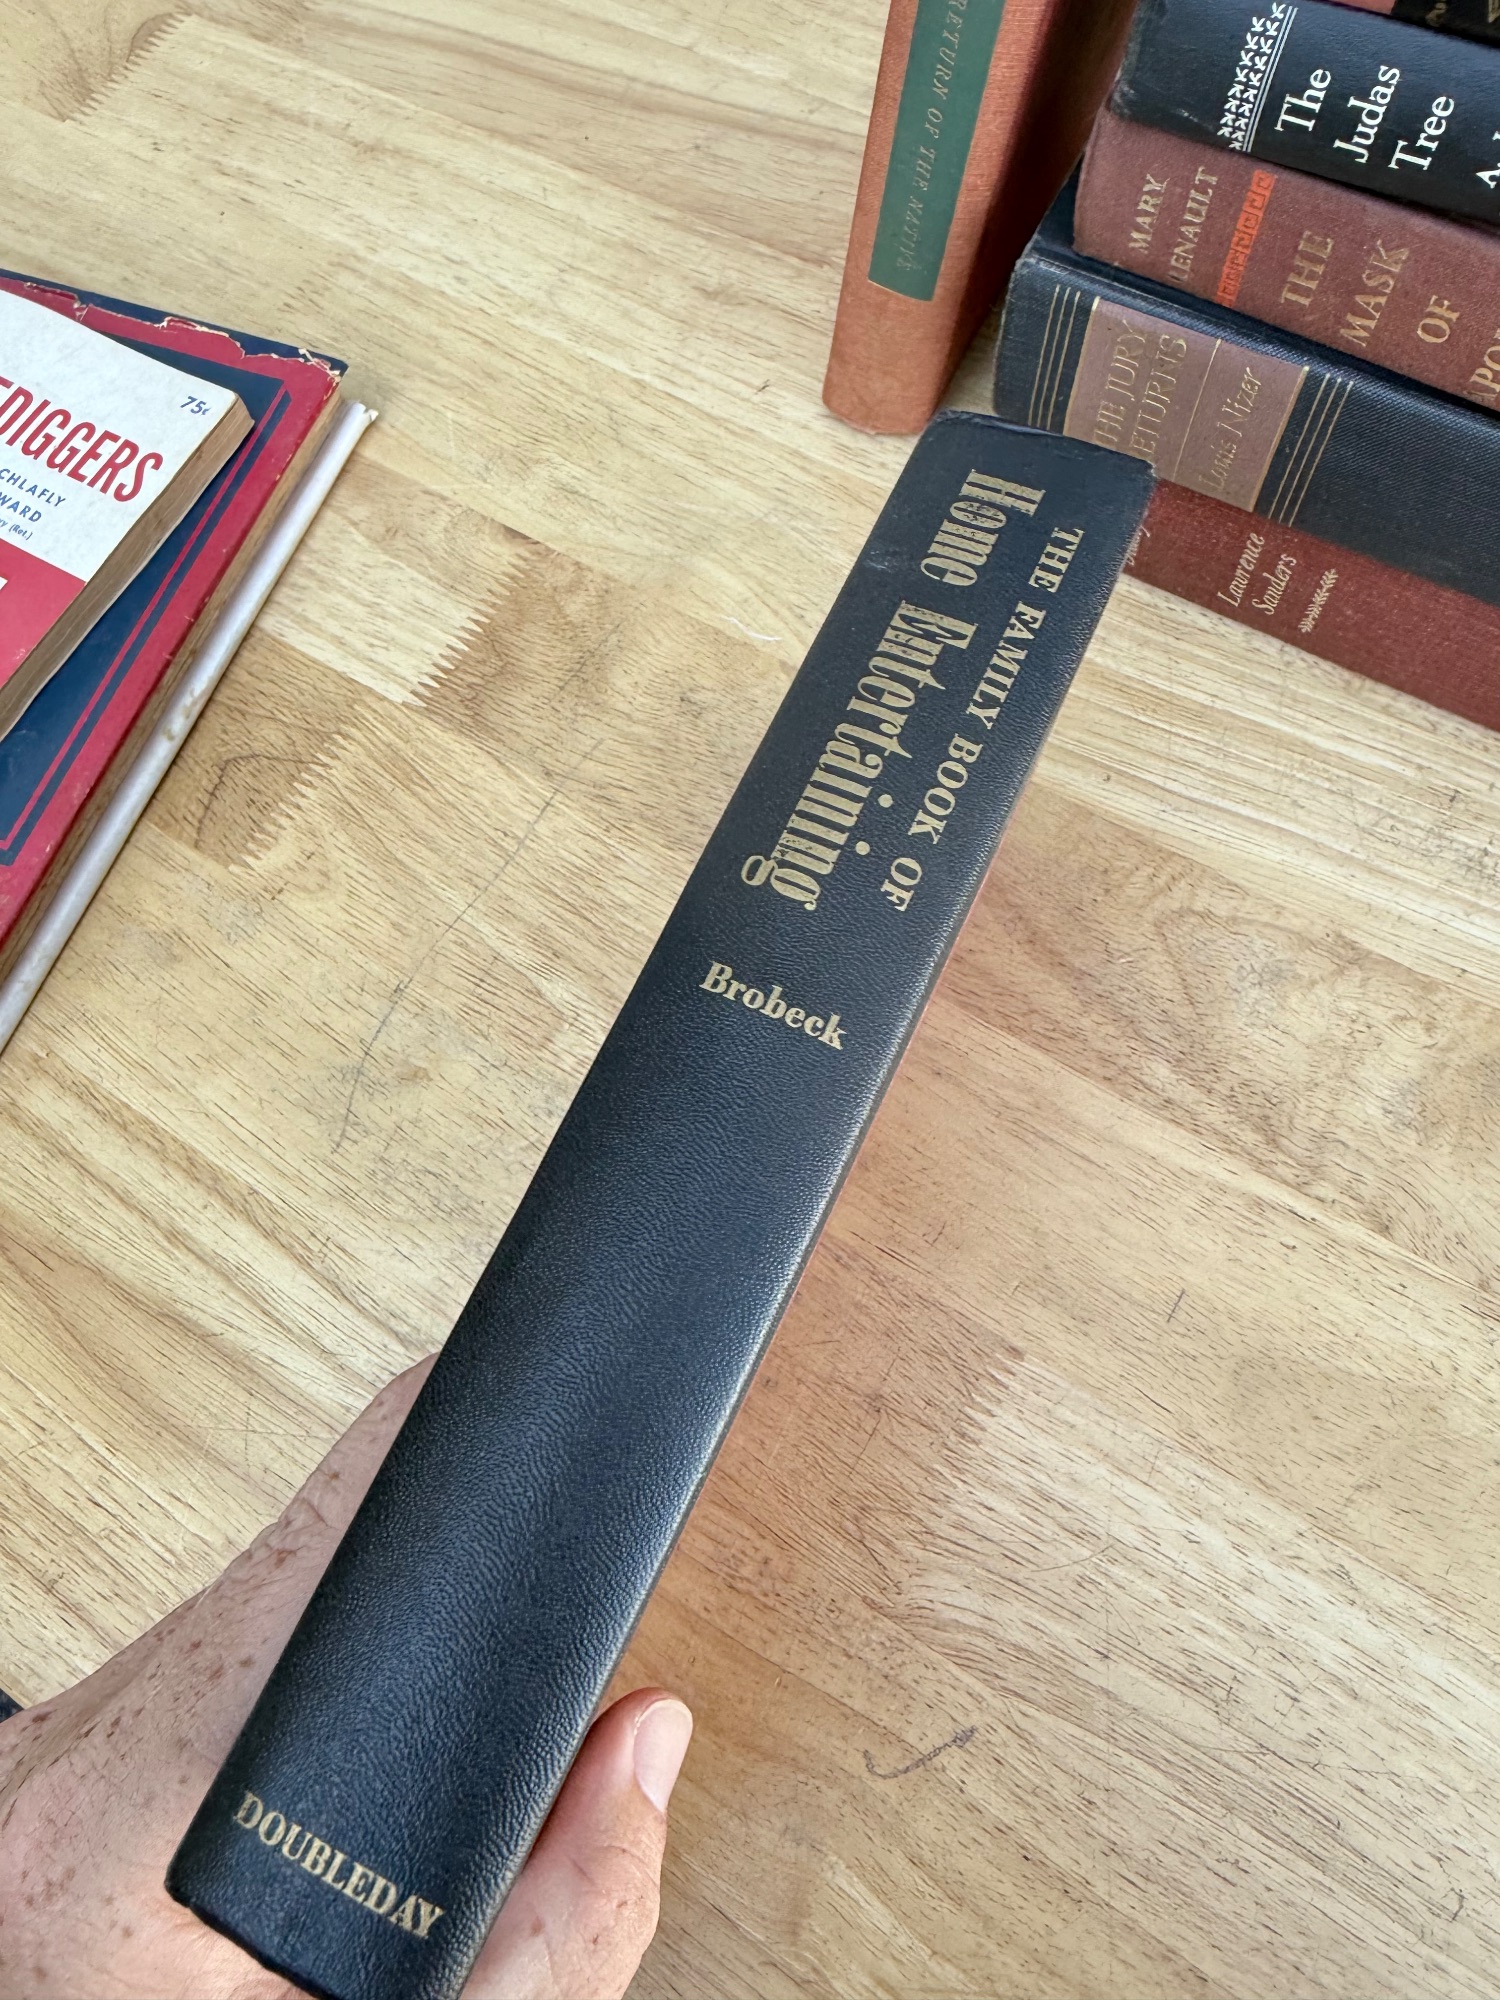 RETURN OF THE NATIVE
The
Judas
Tree
MARY
RENAULT
THE
MASK
OF
THE JURY
RETURNS
Louis Nizer
Lawrence
Sanders
75¢
DIGGERS
CHLAFLY
WARD
(Ret.)
THE FAMILY BOOK OF
Home Entertaining
Brobeck
DOUBLEDAY